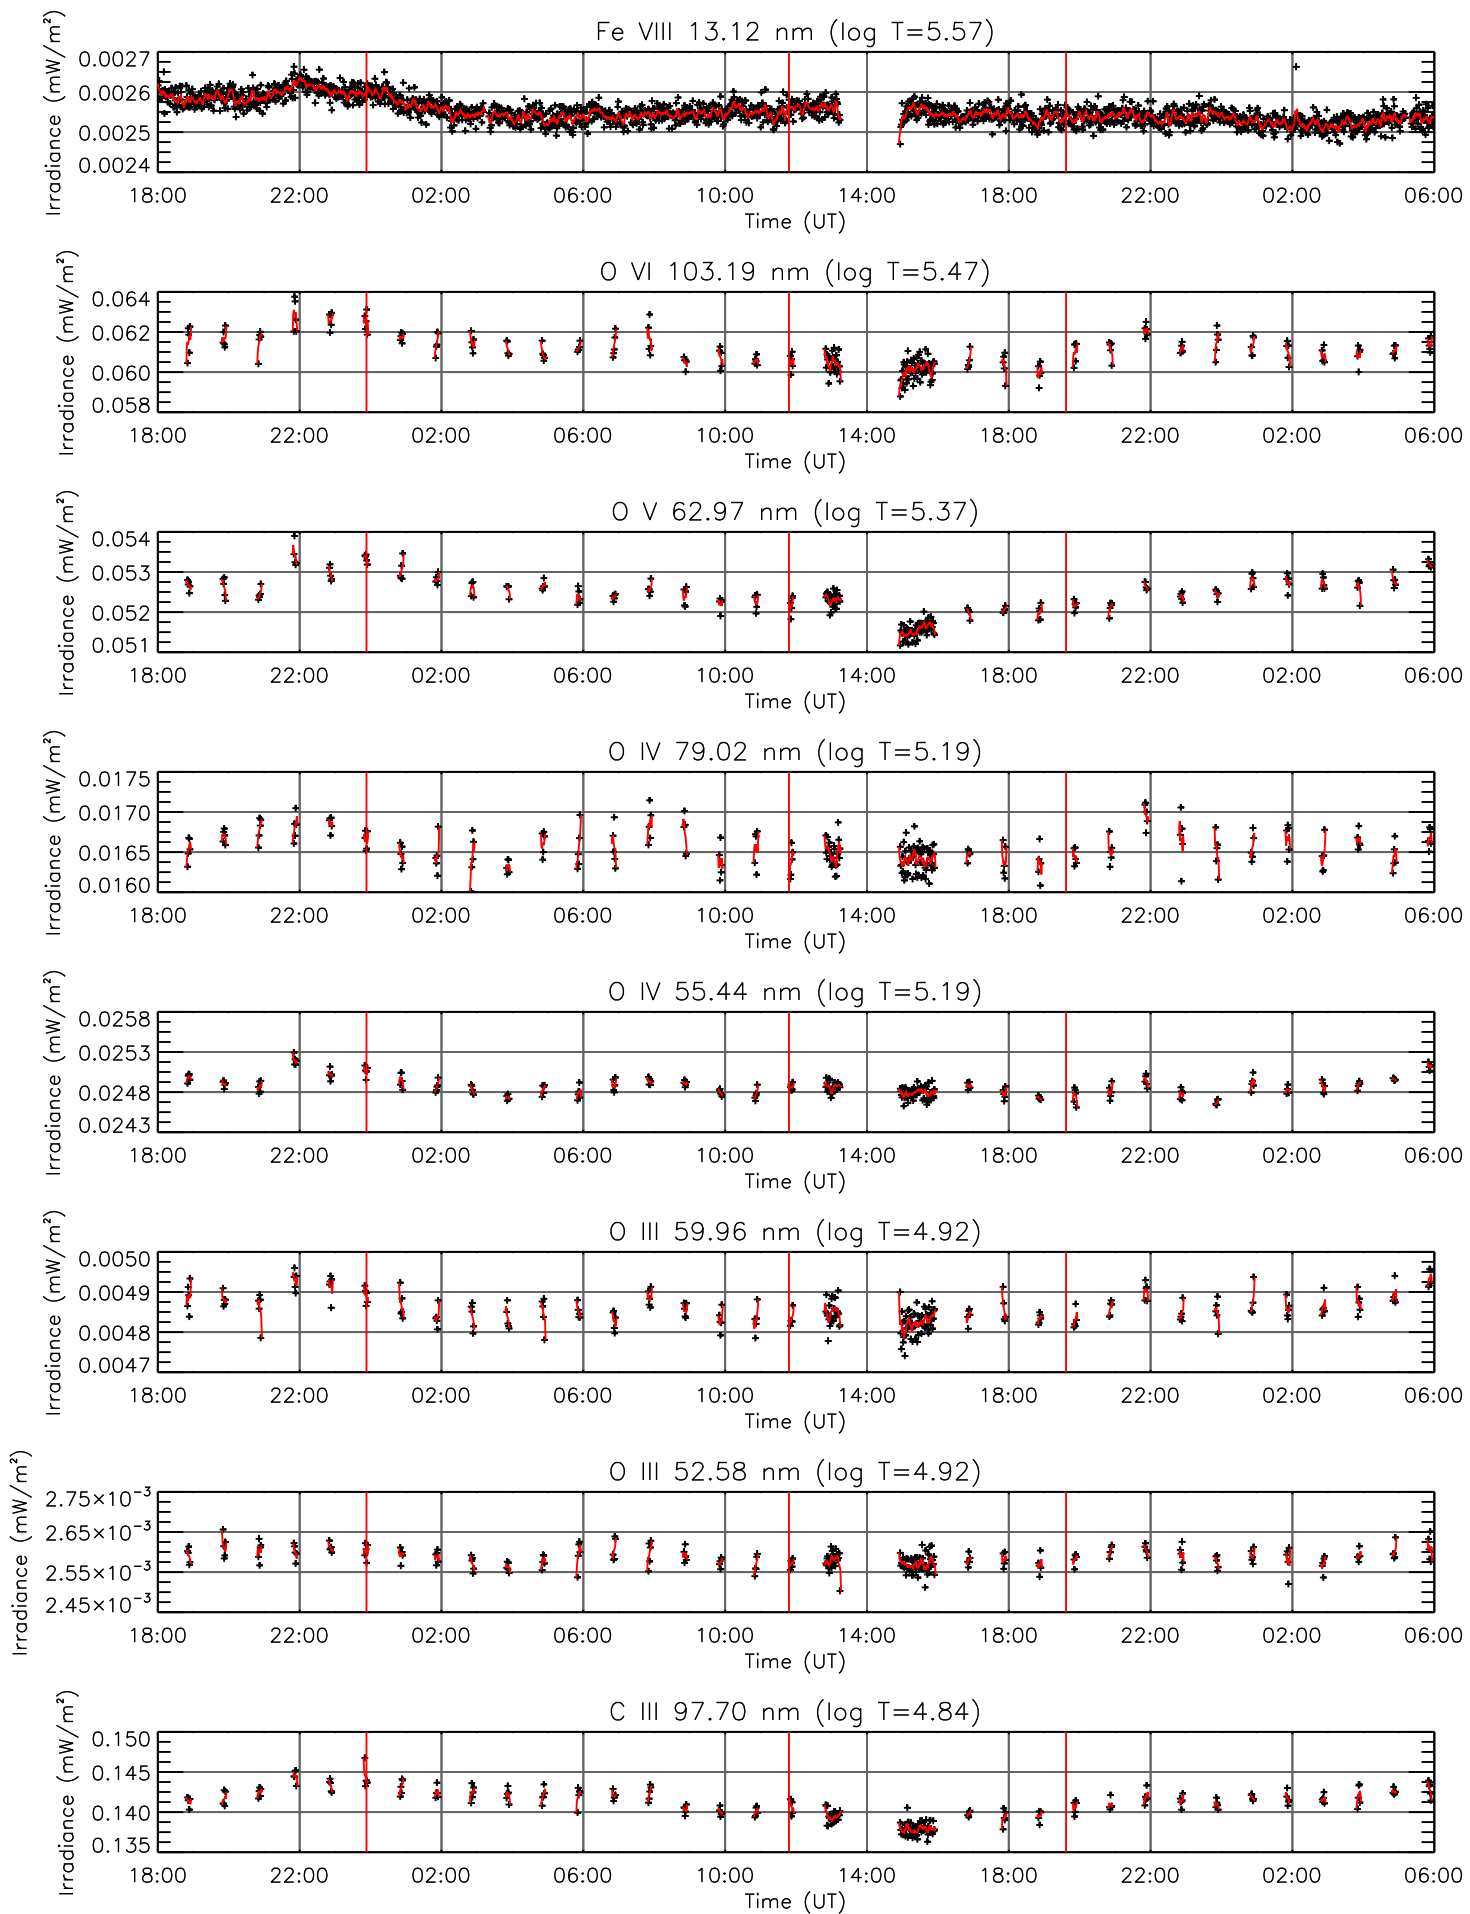 Fe VIII 13.12 nm (log T=5.57)
Irradiance (mW/m²)
0.0027
0.0026
0.0025
0.0024
18:00 22:00 02:00 06:00 10:00 14:00 18:00 22:00 02:00 06:00
Time (UT)
O VI 103.19 nm (log T=5.47)
Irradiance (mW/m²)
0.064
0.062
0.060
0.058
18:00 22:00 02:00 06:00 10:00 14:00 18:00 22:00 02:00 06:00
Time (UT)
O V 62.97 nm (log T=5.37)
Irradiance (mW/m²)
0.054
0.053
0.052
0.051
18:00 22:00 02:00 06:00 10:00 14:00 18:00 22:00 02:00 06:00
Time (UT)
O IV 79.02 nm (log T=5.19)
Irradiance (mW/m²)
0.0175
0.0170
0.0165
0.0160
18:00 22:00 02:00 06:00 10:00 14:00 18:00 22:00 02:00 06:00
Time (UT)
O IV 55.44 nm (log T=5.19)
Irradiance (mW/m²)
0.0258
0.0253
0.0248
0.0243
18:00 22:00 02:00 06:00 10:00 14:00 18:00 22:00 02:00 06:00
Time (UT)
O III 59.96 nm (log T=4.92)
Irradiance (mW/m²)
0.0050
0.0049
0.0048
0.0047
18:00 22:00 02:00 06:00 10:00 14:00 18:00 22:00 02:00 06:00
Time (UT)
O III 52.58 nm (log T=4.92)
Irradiance (mW/m²)
2.75×10⁻³
2.65×10⁻³
2.55×10⁻³
2.45×10⁻³
18:00 22:00 02:00 06:00 10:00 14:00 18:00 22:00 02:00 06:00
Time (UT)
C III 97.70 nm (log T=4.84)
Irradiance (mW/m²)
0.150
0.145
0.140
0.135
18:00 22:00 02:00 06:00 10:00 14:00 18:00 22:00 02:00 06:00
Time (UT)